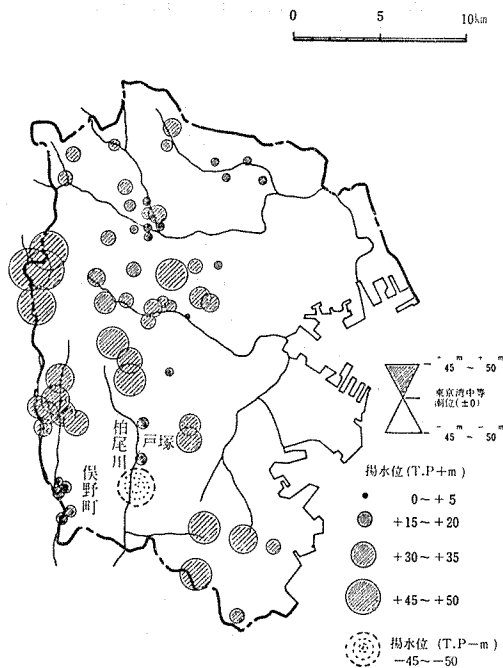 0 5 10km
柏尾川
戸塚
俣野町
- m + m
45 ～ 50
東京湾中等
潮位(±0)
- m - m
-45 ～ -50
揚水位(T.P+m)
0～+5
+15～+20
+30～+35
+45～+50
揚水位(T.P-m)
-45～-50